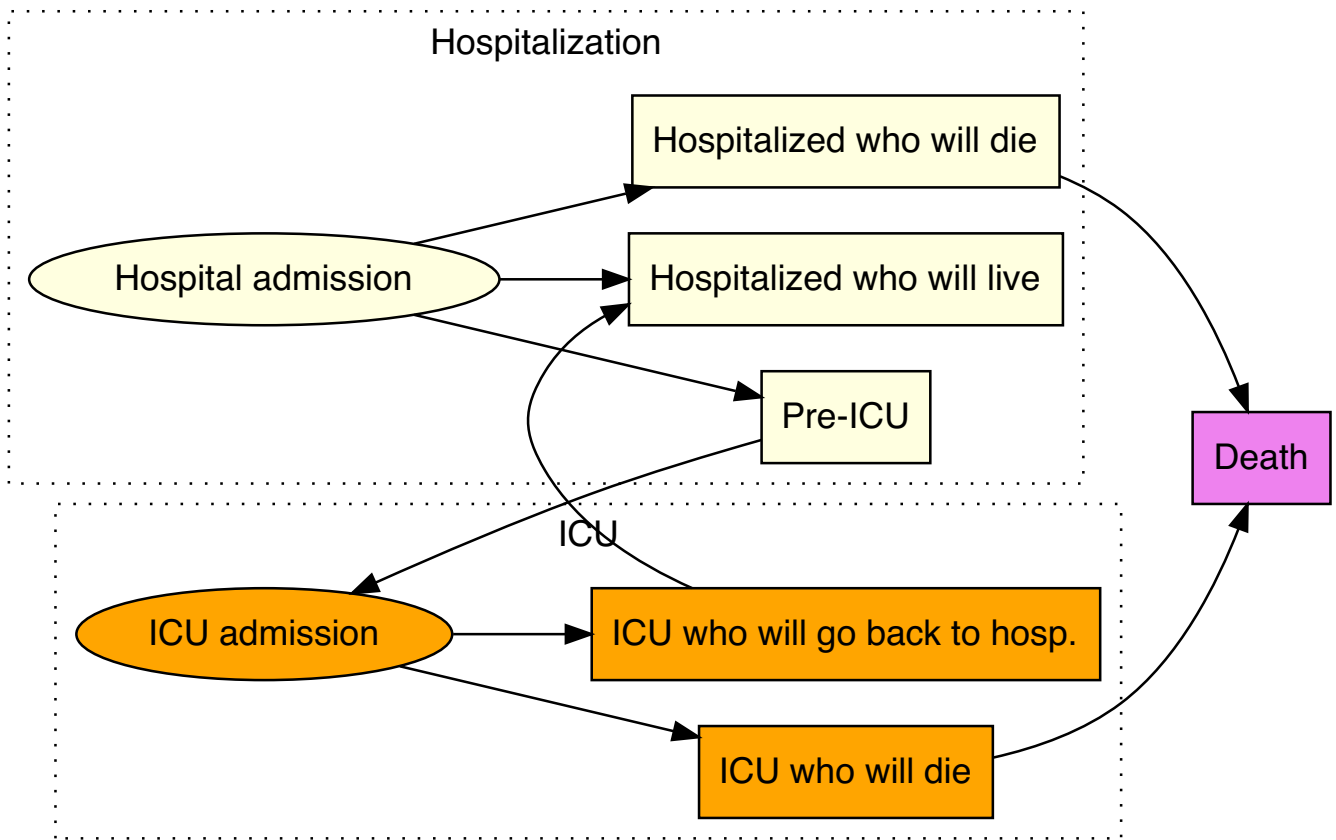 Hospitalization
Hospitalized who will die
Hospital admission
Hospitalized who will live
Pre-ICU
Death
ICU
ICU admission
ICU who will go back to hosp.
ICU who will die